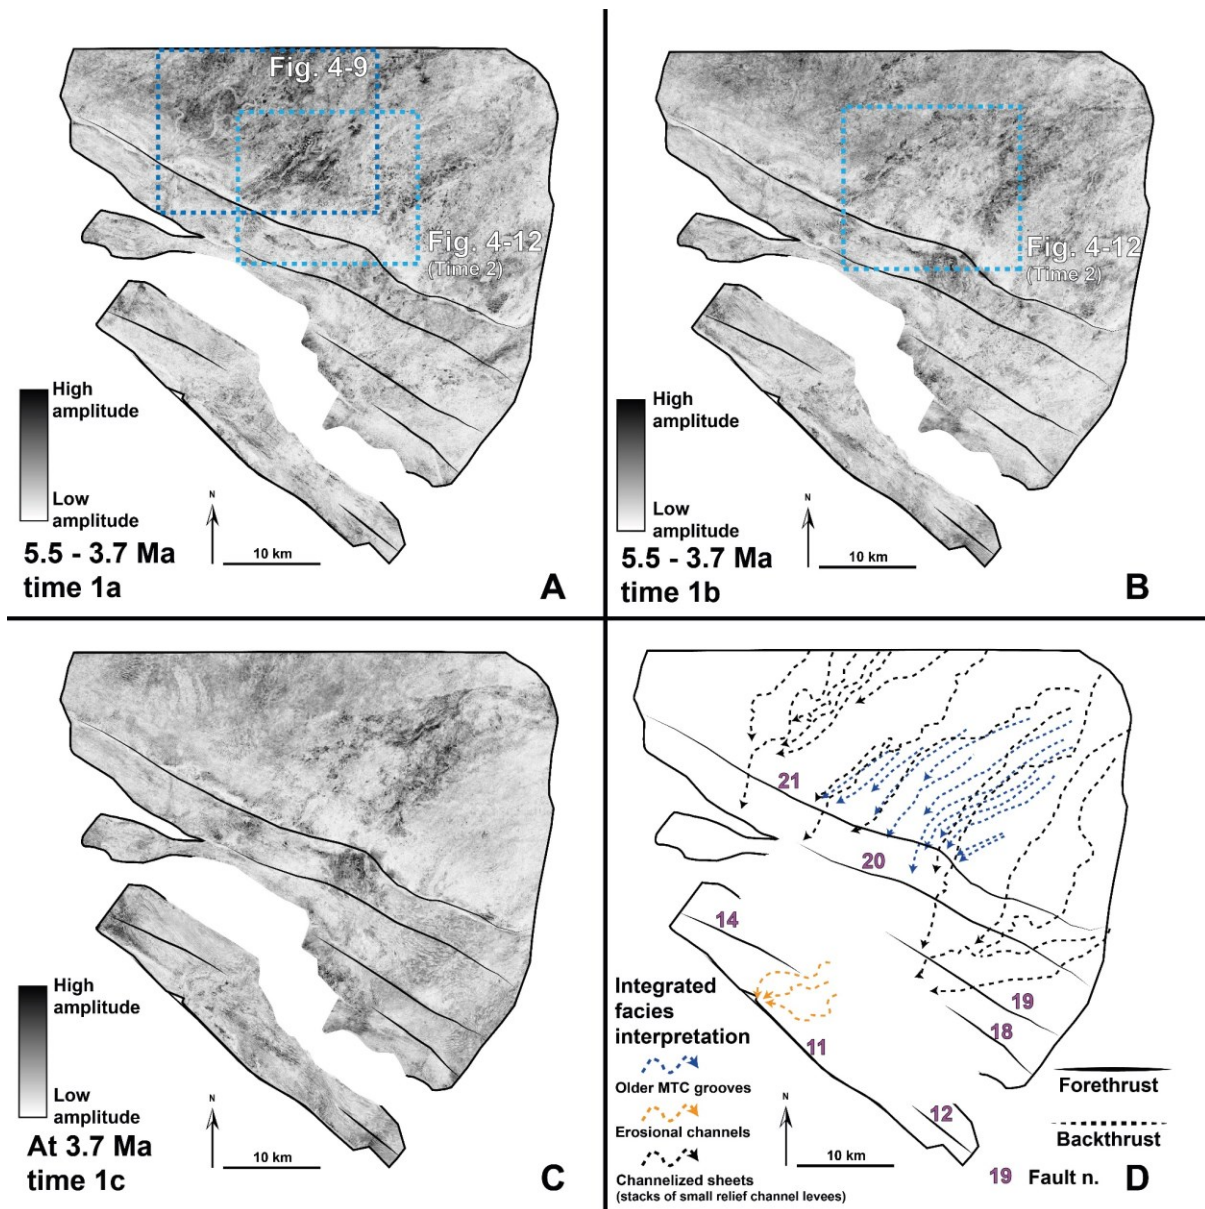 Fig. 4-9
Fig. 4-12
(Time 2)
High
amplitude
Low
amplitude
N
10 km
5.5 - 3.7 Ma
time 1a
A
Fig. 4-12
(Time 2)
High
amplitude
Low
amplitude
N
10 km
5.5 - 3.7 Ma
time 1b
B
High
amplitude
Low
amplitude
N
10 km
At 3.7 Ma
time 1c
C
21
20
14
19
18
11
12
Integrated
facies
interpretation
Older MTC grooves
Erosional channels
Channelized sheets
(stacks of small relief channel levees)
N
10 km
Forethrust
Backthrust
19 Fault n.
D